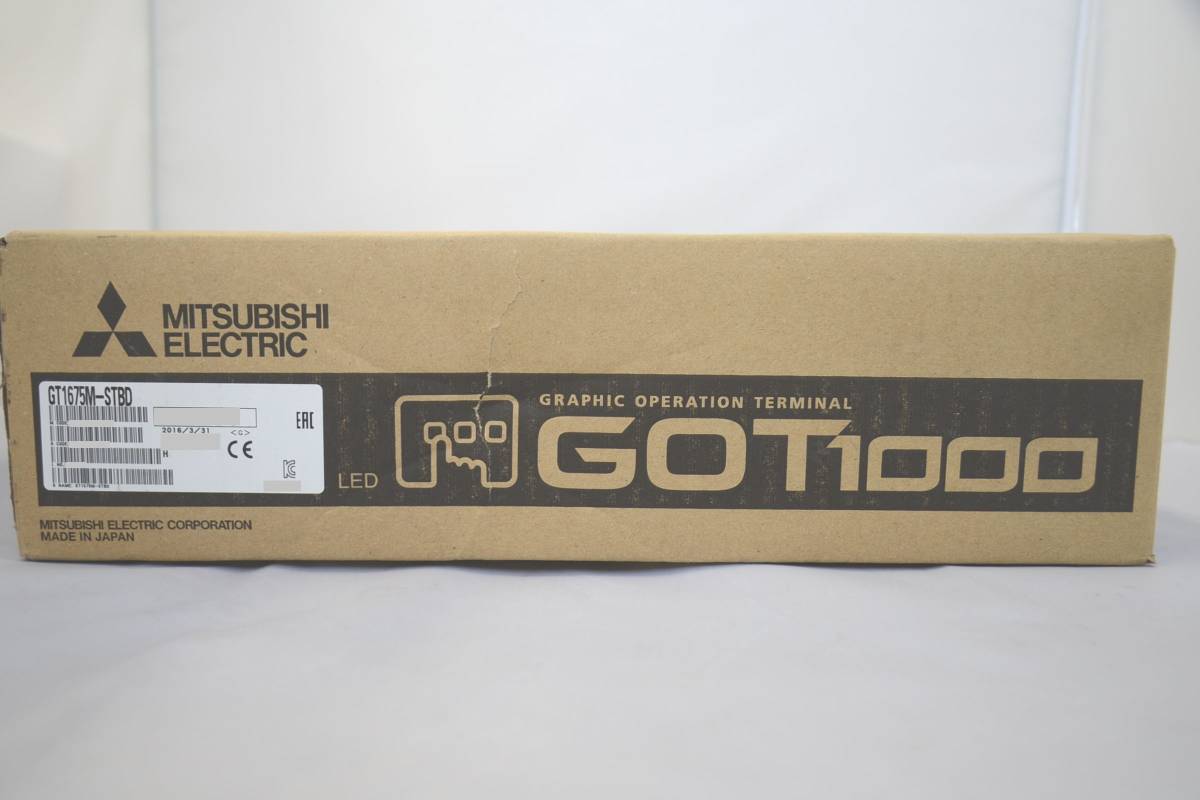 MITSUBISHI
ELECTRIC
GT1675M-STBD
2016/3/31 <G>
H
EAC
CE
LED
GRAPHIC OPERATION TERMINAL
GOT1000
MITSUBISHI ELECTRIC CORPORATION
MADE IN JAPAN